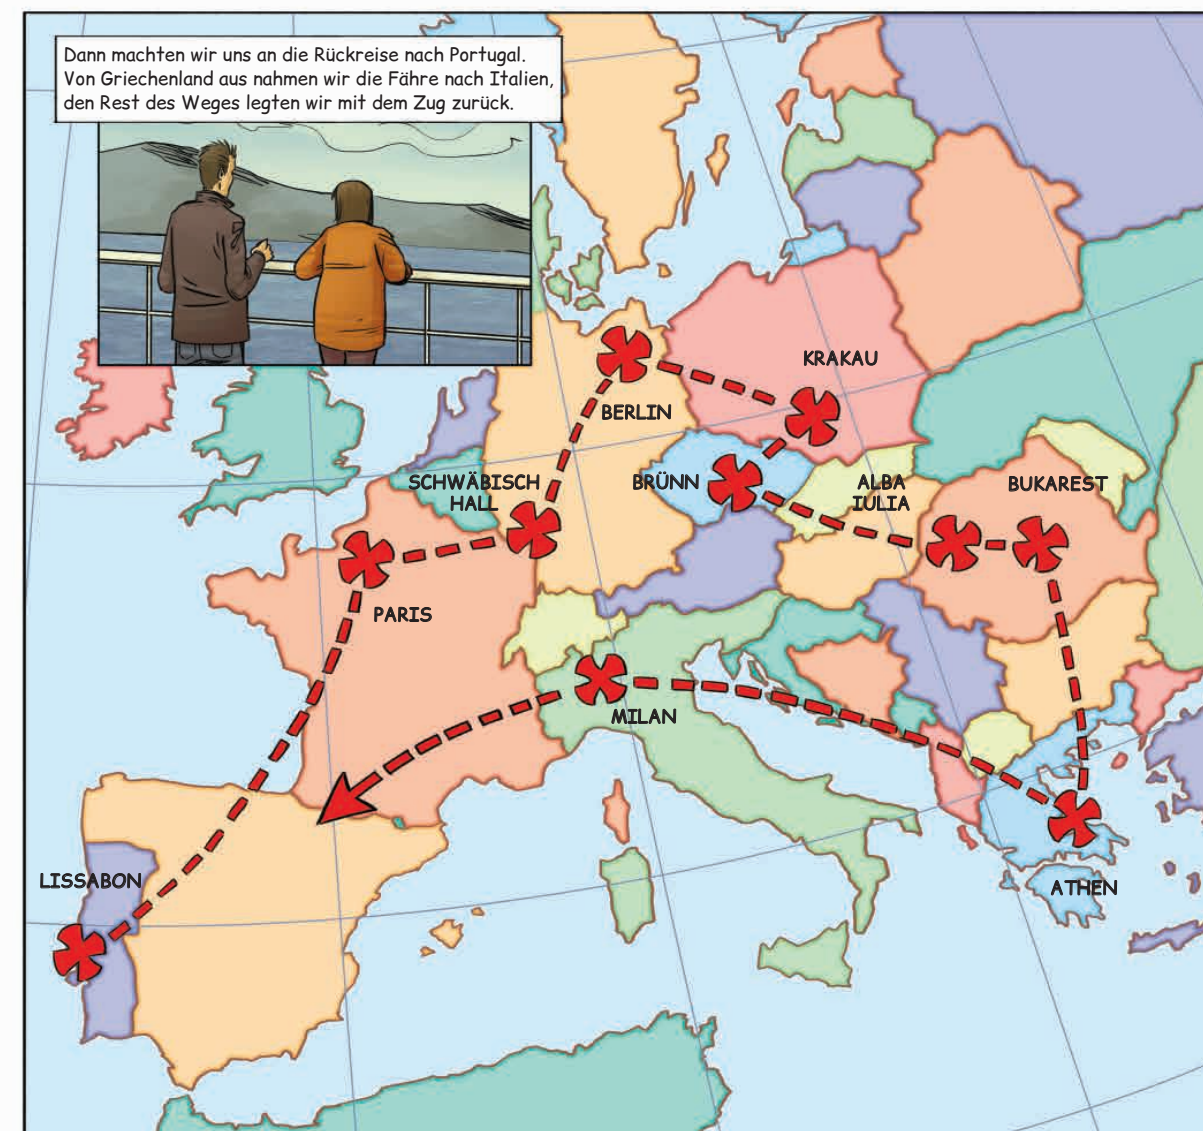 Dann machten wir uns an die Rückreise nach Portugal.
Von Griechenland aus nahmen wir die Fähre nach Italien,
den Rest des Weges legten wir mit dem Zug zurück.
KRAKAU
BERLIN
SCHWÄBISCH
HALL
BRÜNN
ALBA
IULIA
BUKAREST
PARIS
MILAN
LISSABON
ATHEN